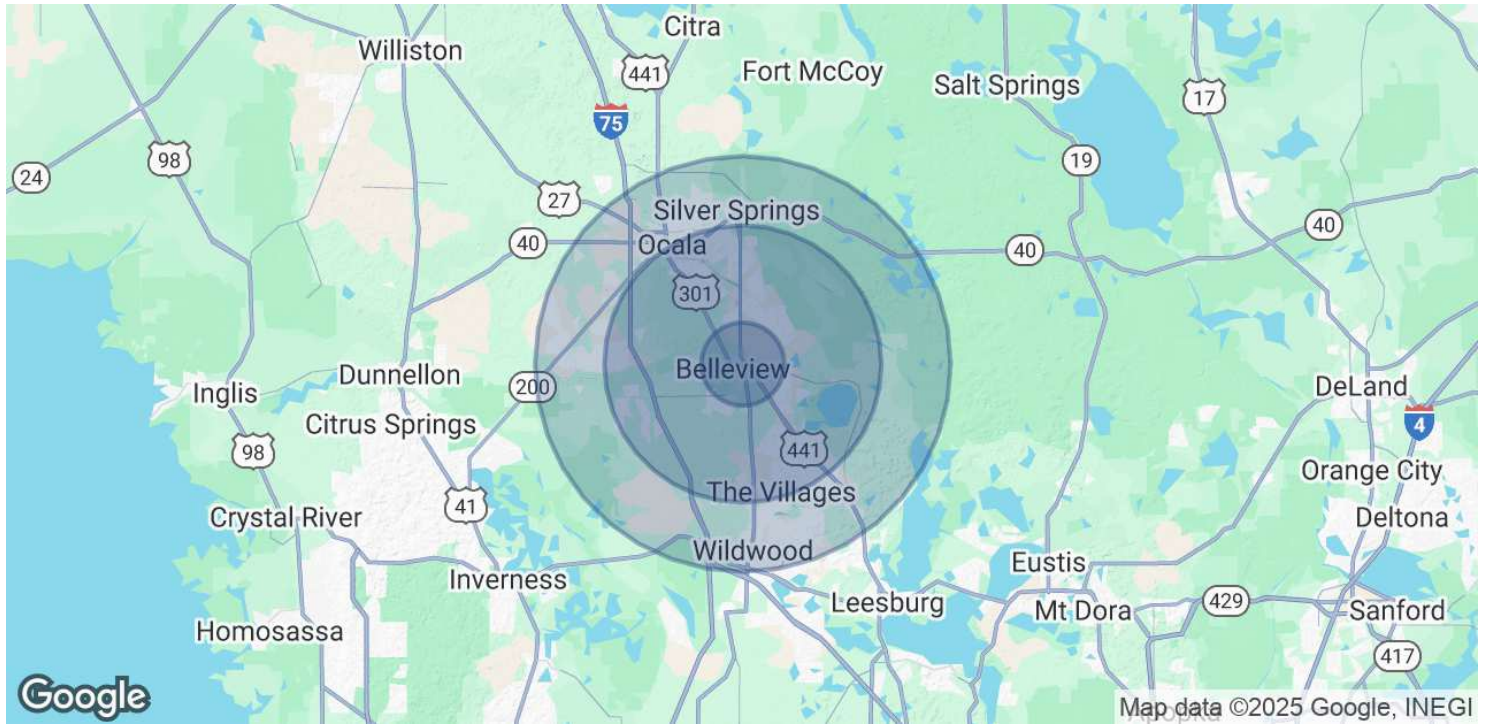 Citra
Williston
441
Fort McCoy
Salt Springs
17
75
98
19
24
27
Silver Springs
40
Ocala
40
40
301
Belleview
Dunnellon
200
Inglis
DeLand
Citrus Springs
4
98
441
Orange City
41
The Villages
Crystal River
Deltona
Wildwood
Inverness
Eustis
Leesburg
Mt Dora
429
Sanford
Homosassa
417
Google
Map data ©2025 Google, INEGI
Apopka